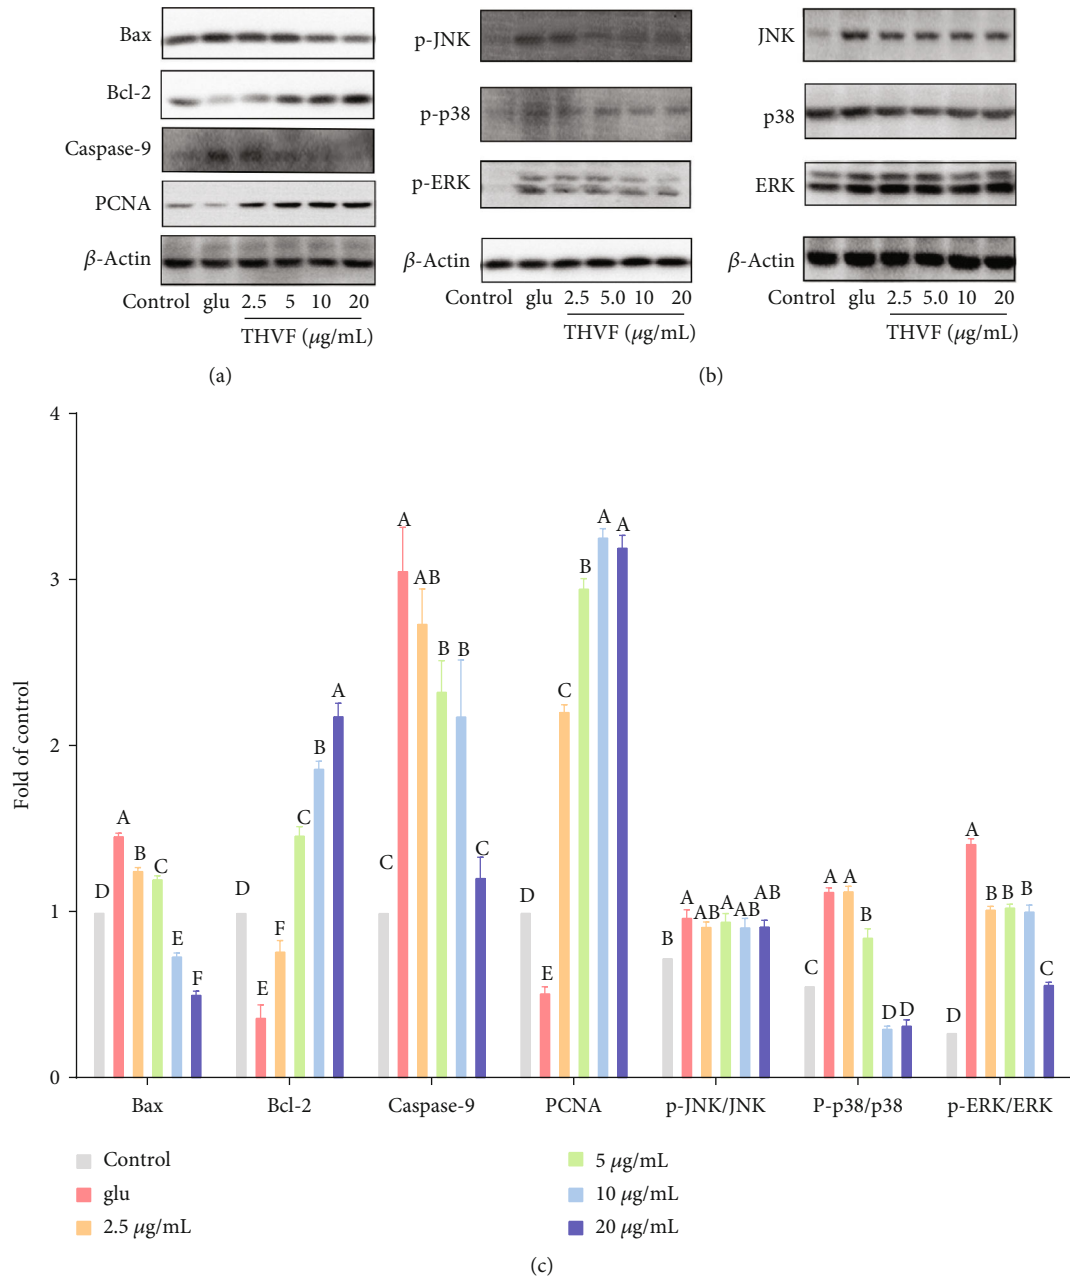 Bax
Bcl-2
Caspase-9
PCNA
β-Actin
Control glu 2.5 5 10 20
THVF (μg/mL)
(a)
p-JNK
p-p38
p-ERK
β-Actin
Control glu 2.5 5.0 10 20
THVF (μg/mL)
JNK
p38
ERK
β-Actin
Control glu 2.5 5.0 10 20
THVF (μg/mL)
(b)
Fold of control
4
3
2
1
0
D A B C E F
D E F C B A
C A AB B B C
D E C B A A
B A AB A AB AB
C A A B D D
D A B B B C
Bax Bcl-2 Caspase-9 PCNA p-JNK/JNK P-p38/p38 p-ERK/ERK
Control
glu
2.5 μg/mL
5 μg/mL
10 μg/mL
20 μg/mL
(c)